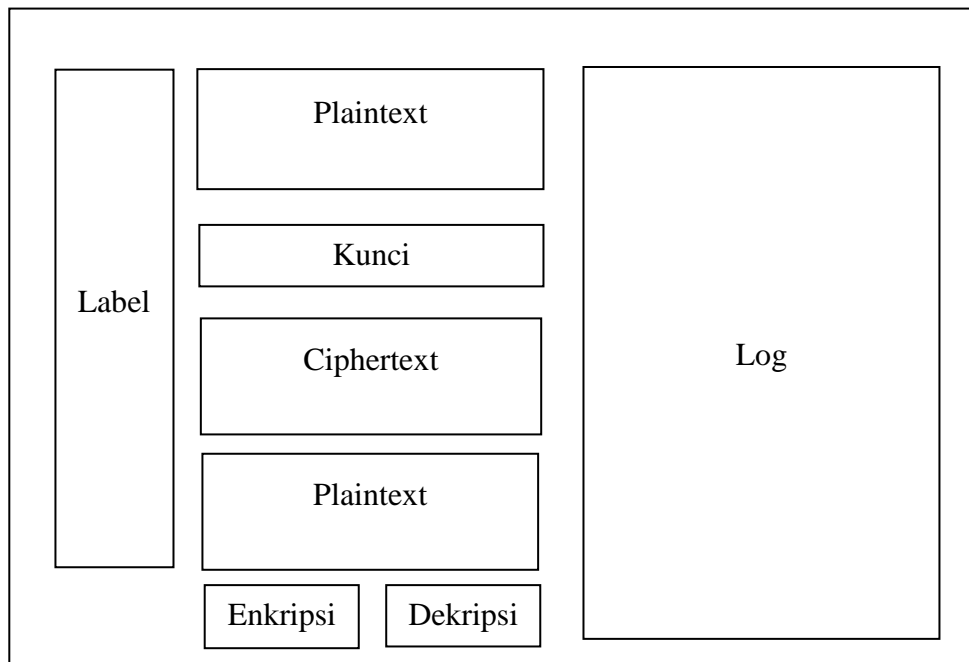 Label
Plaintext
Kunci
Ciphertext
Plaintext
Enkripsi
Dekripsi
Log